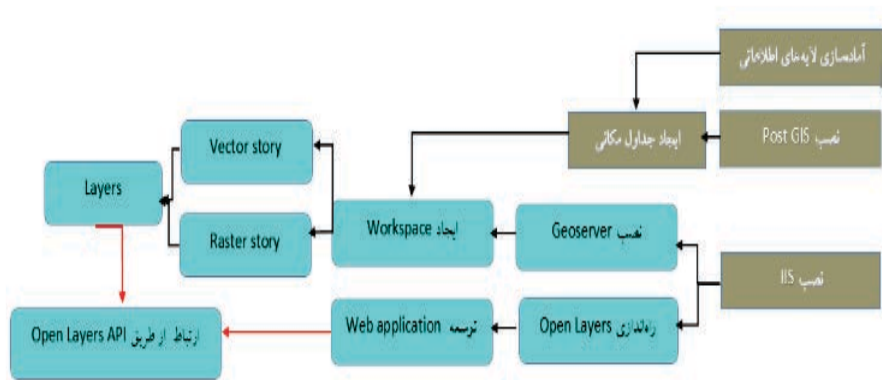 آماده‌سازی لایه‌های اطلاعاتی
نصب Post GIS
ایجاد جداول مکانی
Vector story
Layers
Raster story
ایجاد Workspace
نصب Geoserver
نصب IIS
راه‌اندازی Open Layers
توسعه Web application
ارتباط از طریق Open Layers API